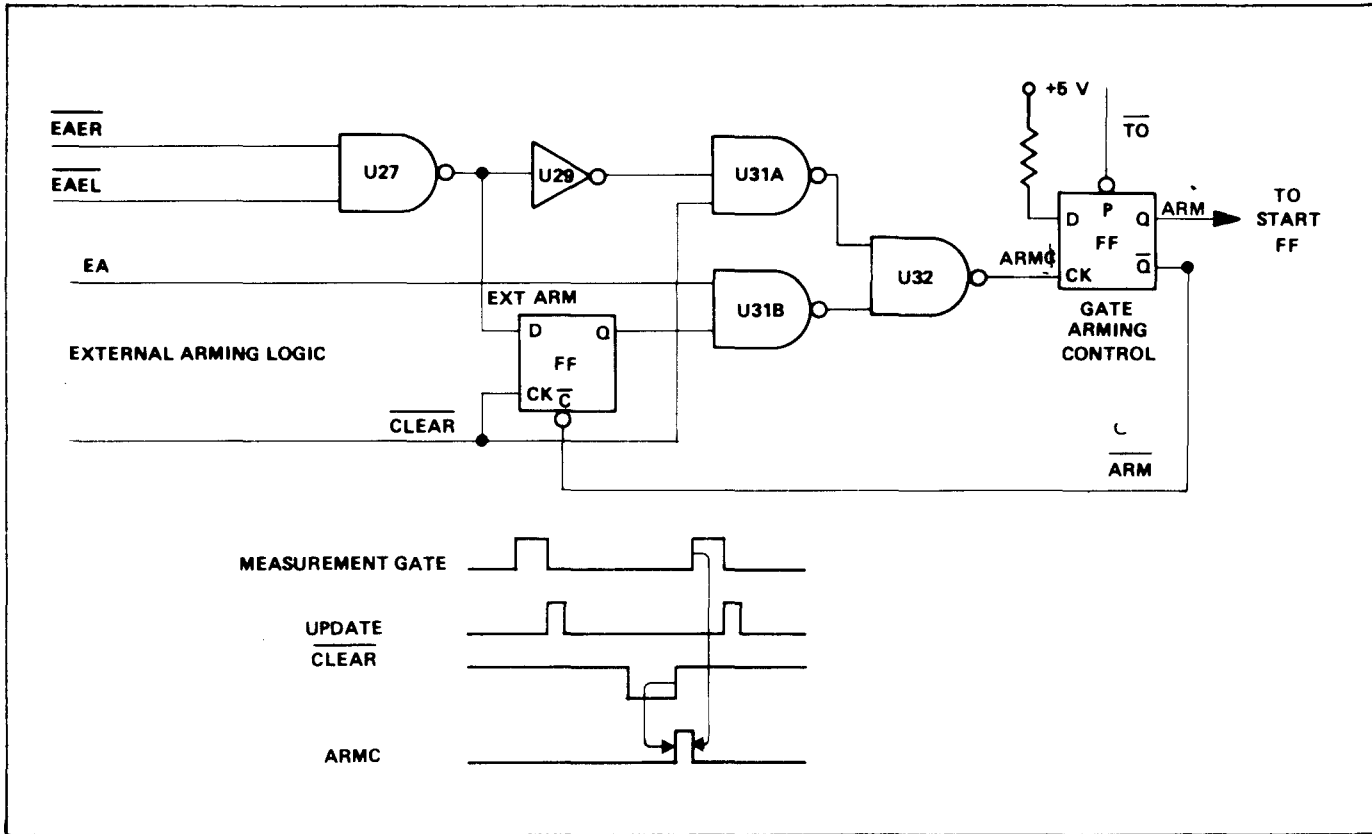 +5 V
TO
EAER
EAEL
U27
U29
U31A
D P Q
FF
CK Q
ARM
TO
START
FF
GATE
ARMING
CONTROL
EA
U31B
U32
ARMC
EXT ARM
D Q
FF
CK C
EXTERNAL ARMING LOGIC
CLEAR
ARM
MEASUREMENT GATE
UPDATE
CLEAR
ARMC